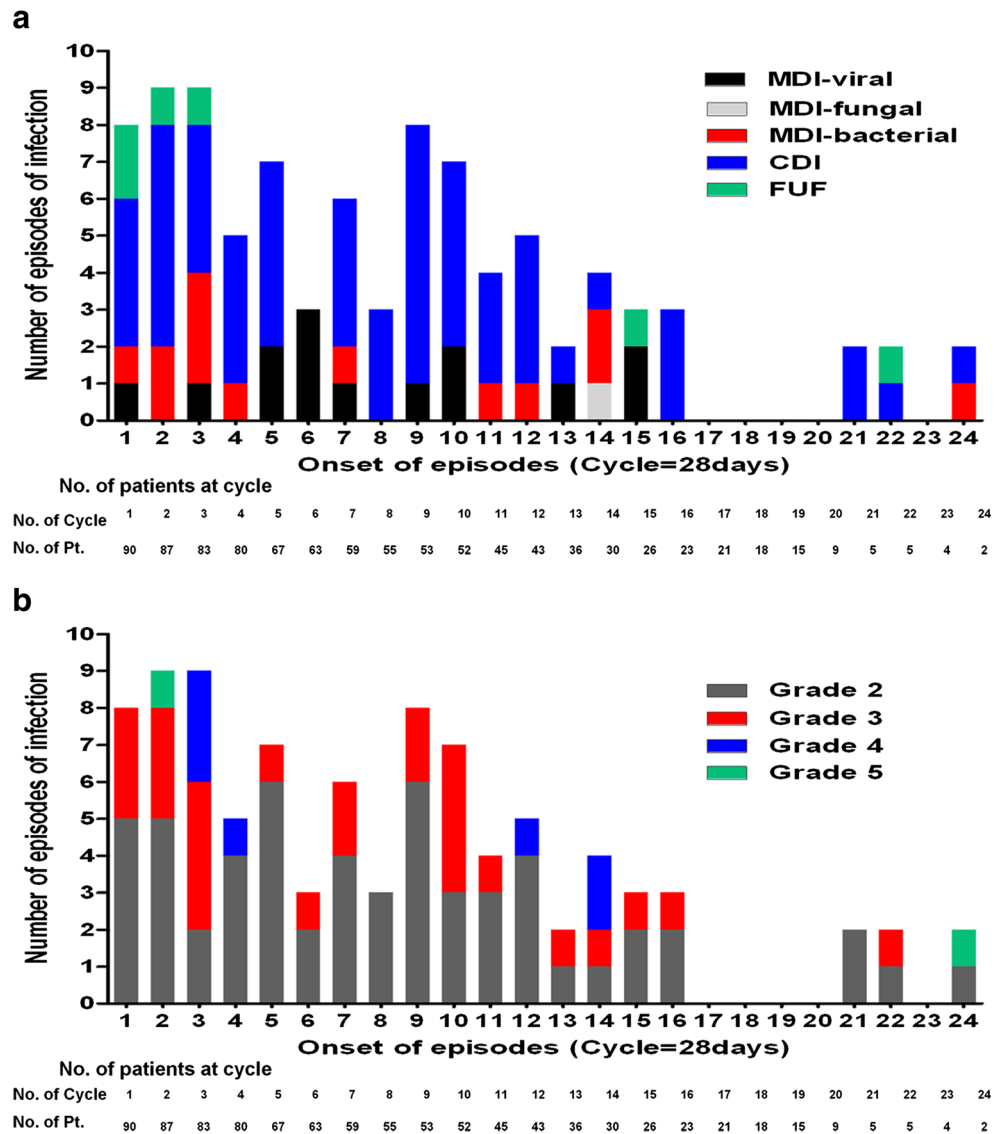 a
Number of episodes of infection
10
9
8
7
6
5
4
3
2
1
0
MDI-viral
MDI-fungal
MDI-bacterial
CDI
FUF
1 2 3 4 5 6 7 8 9 10 11 12 13 14 15 16 17 18 19 20 21 22 23 24
Onset of episodes (Cycle=28days)
No. of patients at cycle
No. of Cycle 1 2 3 4 5 6 7 8 9 10 11 12 13 14 15 16 17 18 19 20 21 22 23 24
No. of Pt. 90 87 83 80 67 63 59 55 53 52 45 43 36 30 26 23 21 18 15 9 5 5 4 2
b
Number of episodes of infection
10
9
8
7
6
5
4
3
2
1
0
Grade 2
Grade 3
Grade 4
Grade 5
1 2 3 4 5 6 7 8 9 10 11 12 13 14 15 16 17 18 19 20 21 22 23 24
Onset of episodes (Cycle=28days)
No. of patients at cycle
No. of Cycle 1 2 3 4 5 6 7 8 9 10 11 12 13 14 15 16 17 18 19 20 21 22 23 24
No. of Pt. 90 87 83 80 67 63 59 55 53 52 45 43 36 30 26 23 21 18 15 9 5 5 4 2